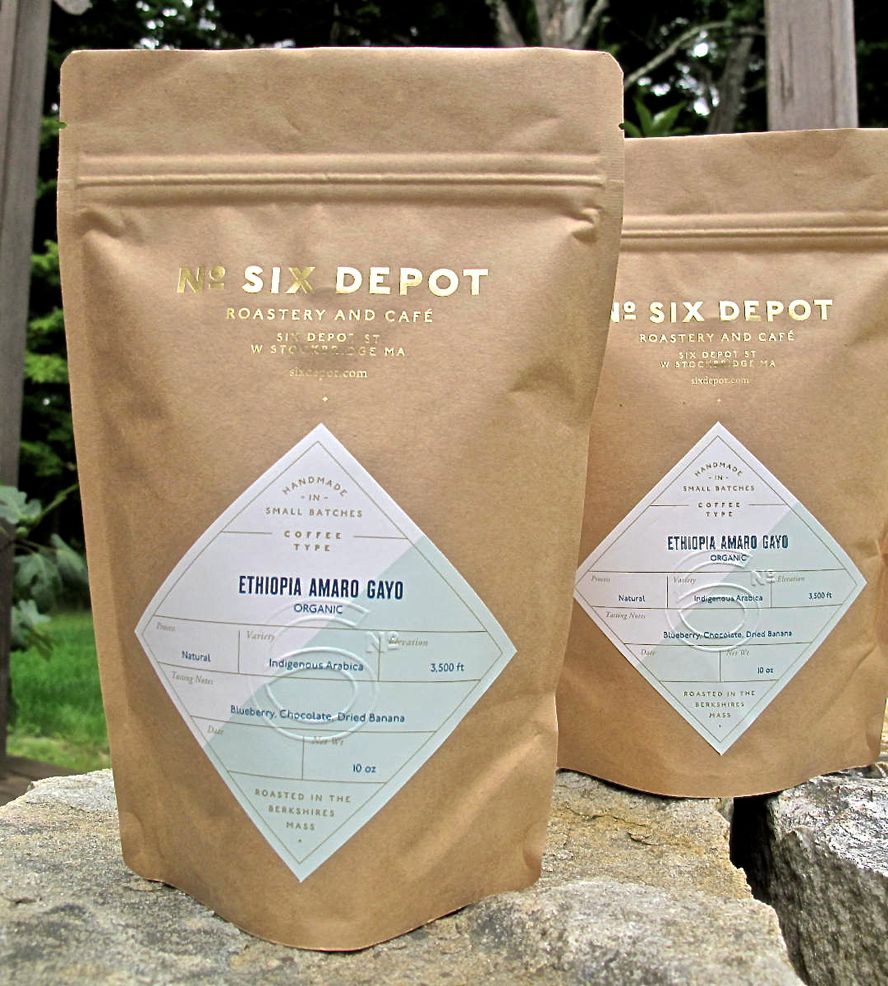 Nº SIX DEPOT
ROASTERY AND CAFÉ
SIX DEPOT ST
W STOCKBRIDGE MA
sixdepot.com
HANDMADE
- IN -
SMALL BATCHES
COFFEE
TYPE
ETHIOPIA AMARO GAYO
ORGANIC
Process
Variety
Elevation
Natural
Indigenous Arabica
3,500 ft
Tasting Notes
Blueberry, Chocolate, Dried Banana
Date
Net Wt
10 oz
ROASTED IN THE
BERKSHIRES
MASS
Nº 6
Nº SIX DEPOT
ROASTERY AND CAFÉ
SIX DEPOT ST
W STOCKBRIDGE MA
sixdepot.com
HANDMADE
- IN -
SMALL BATCHES
COFFEE
TYPE
ETHIOPIA AMARO GAYO
ORGANIC
Process
Variety
Elevation
Natural
Indigenous Arabica
3,500 ft
Tasting Notes
Blueberry, Chocolate, Dried Banana
Date
Net Wt
10 oz
ROASTED IN THE
BERKSHIRES
MASS
Nº 6